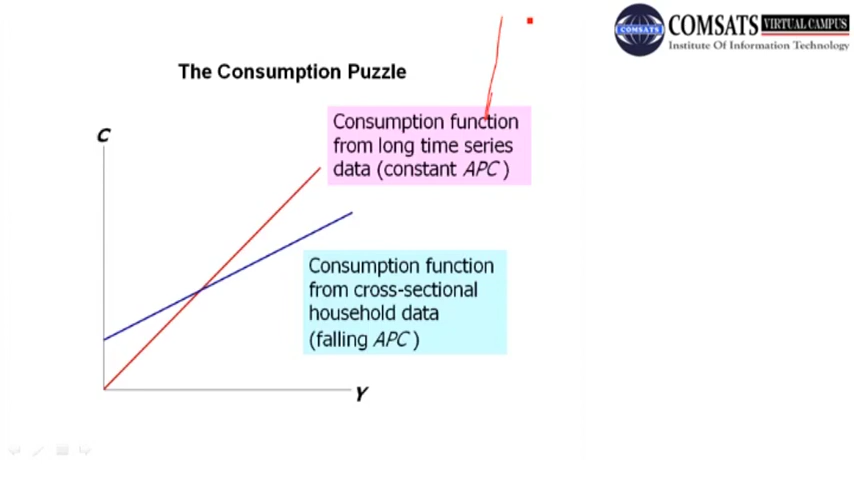 COMSATS
COMSATS VIRTUAL CAMPUS
Institute Of Information Technology
The Consumption Puzzle
C
Consumption function
from long time series
data (constant APC )
Consumption function
from cross-sectional
household data
(falling APC )
Y